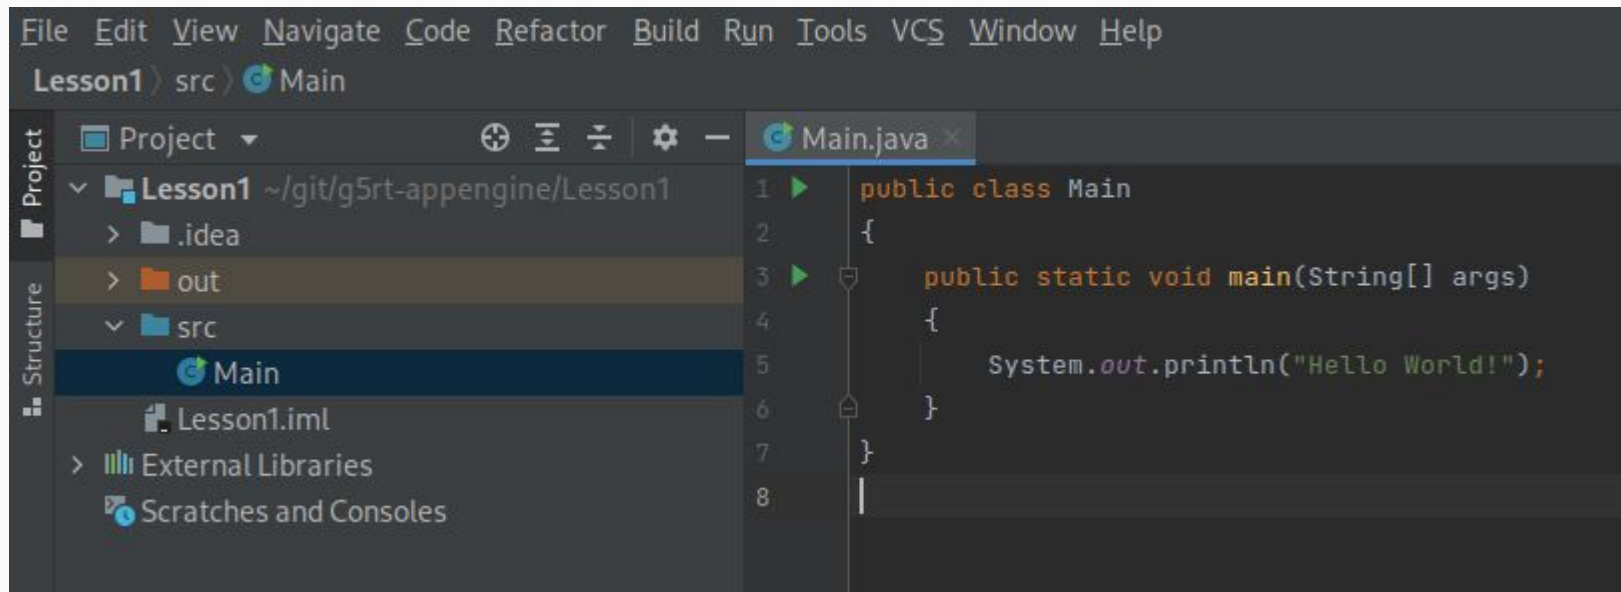 File Edit View Navigate Code Refactor Build Run Tools VCS Window Help
Lesson1 src Main
Project
Structure
Project
Lesson1 ~/git/g5rt-appengine/Lesson1
.idea
out
src
Main
Lesson1.iml
External Libraries
Scratches and Consoles
Main.java
1 public class Main
2 {
3 public static void main(String[] args)
4 {
5 System.out.println("Hello World!");
6 }
7 }
8